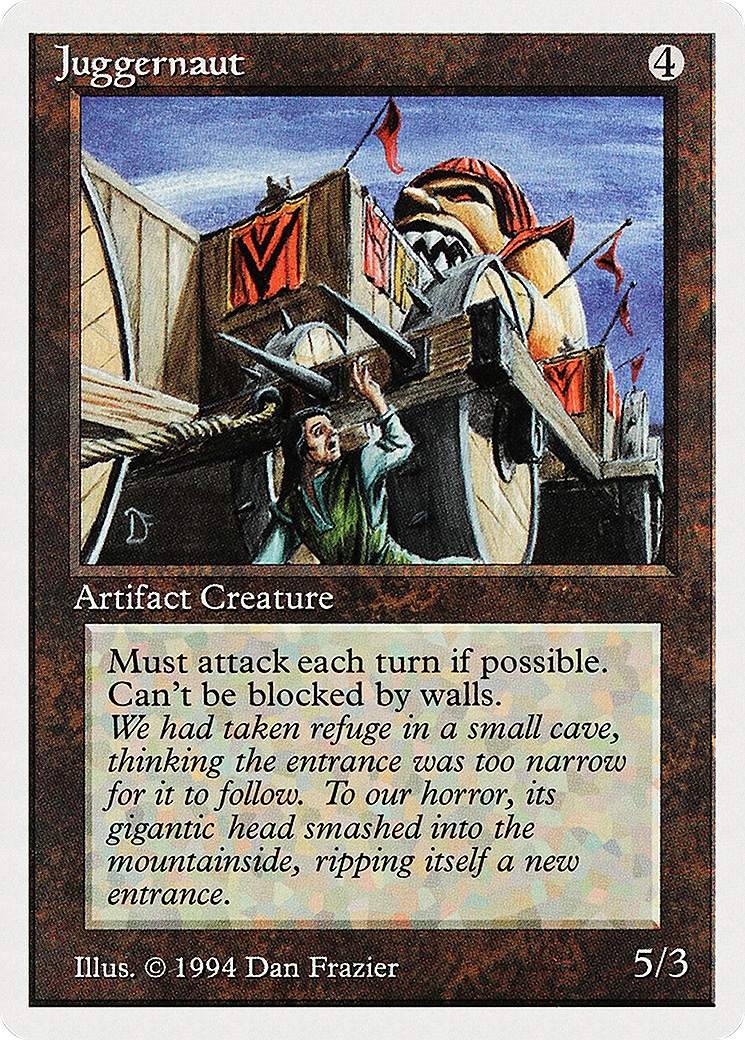 Juggernaut 4
DF
Artifact Creature
Must attack each turn if possible.
Can't be blocked by walls.
We had taken refuge in a small cave,
thinking the entrance was too narrow
for it to follow. To our horror, its
gigantic head smashed into the
mountainside, ripping itself a new
entrance.
Illus. © 1994 Dan Frazier 5/3